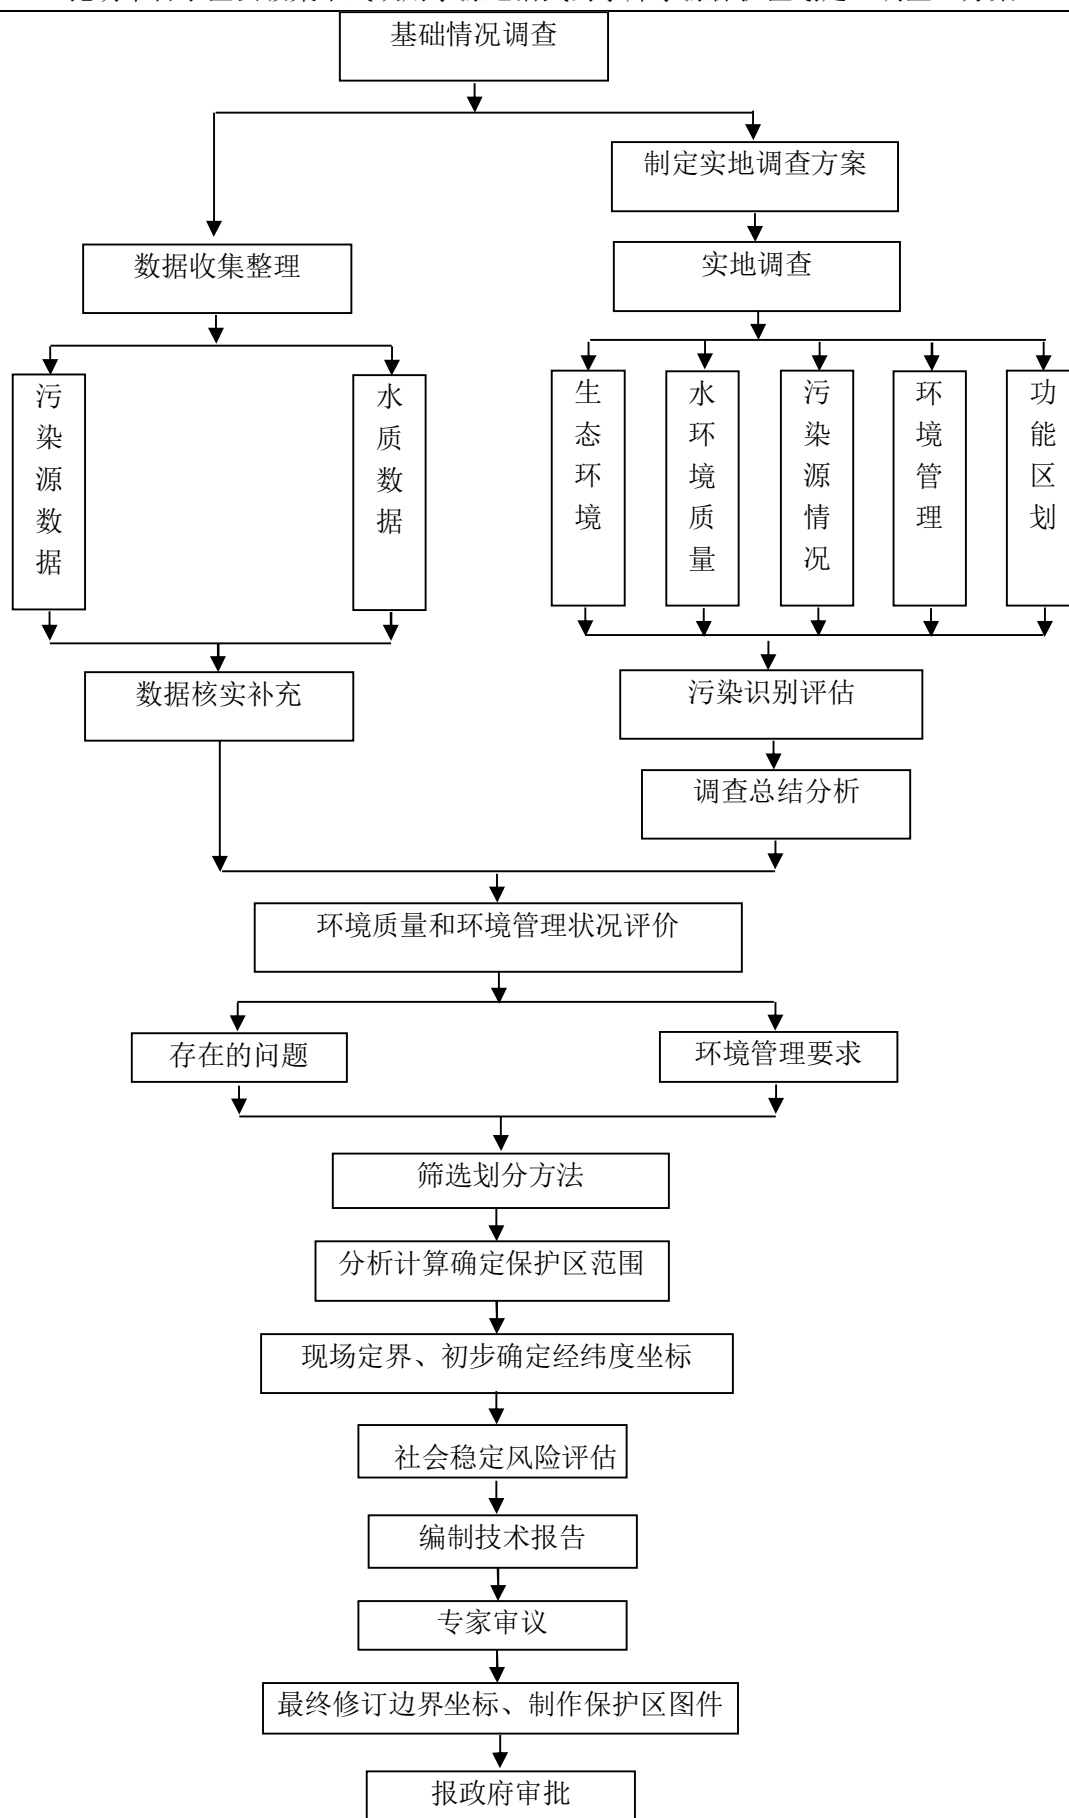 基础情况调查
制定实地调查方案
数据收集整理
实地调查
污染源数据
水质数据
生态环境
水环境质量
污染源情况
环境管理
功能区划
数据核实补充
污染识别评估
调查总结分析
环境质量和环境管理状况评价
存在的问题
环境管理要求
筛选划分方法
分析计算确定保护区范围
现场定界、初步确定经纬度坐标
社会稳定风险评估
编制技术报告
专家审议
最终修订边界坐标、制作保护区图件
报政府审批